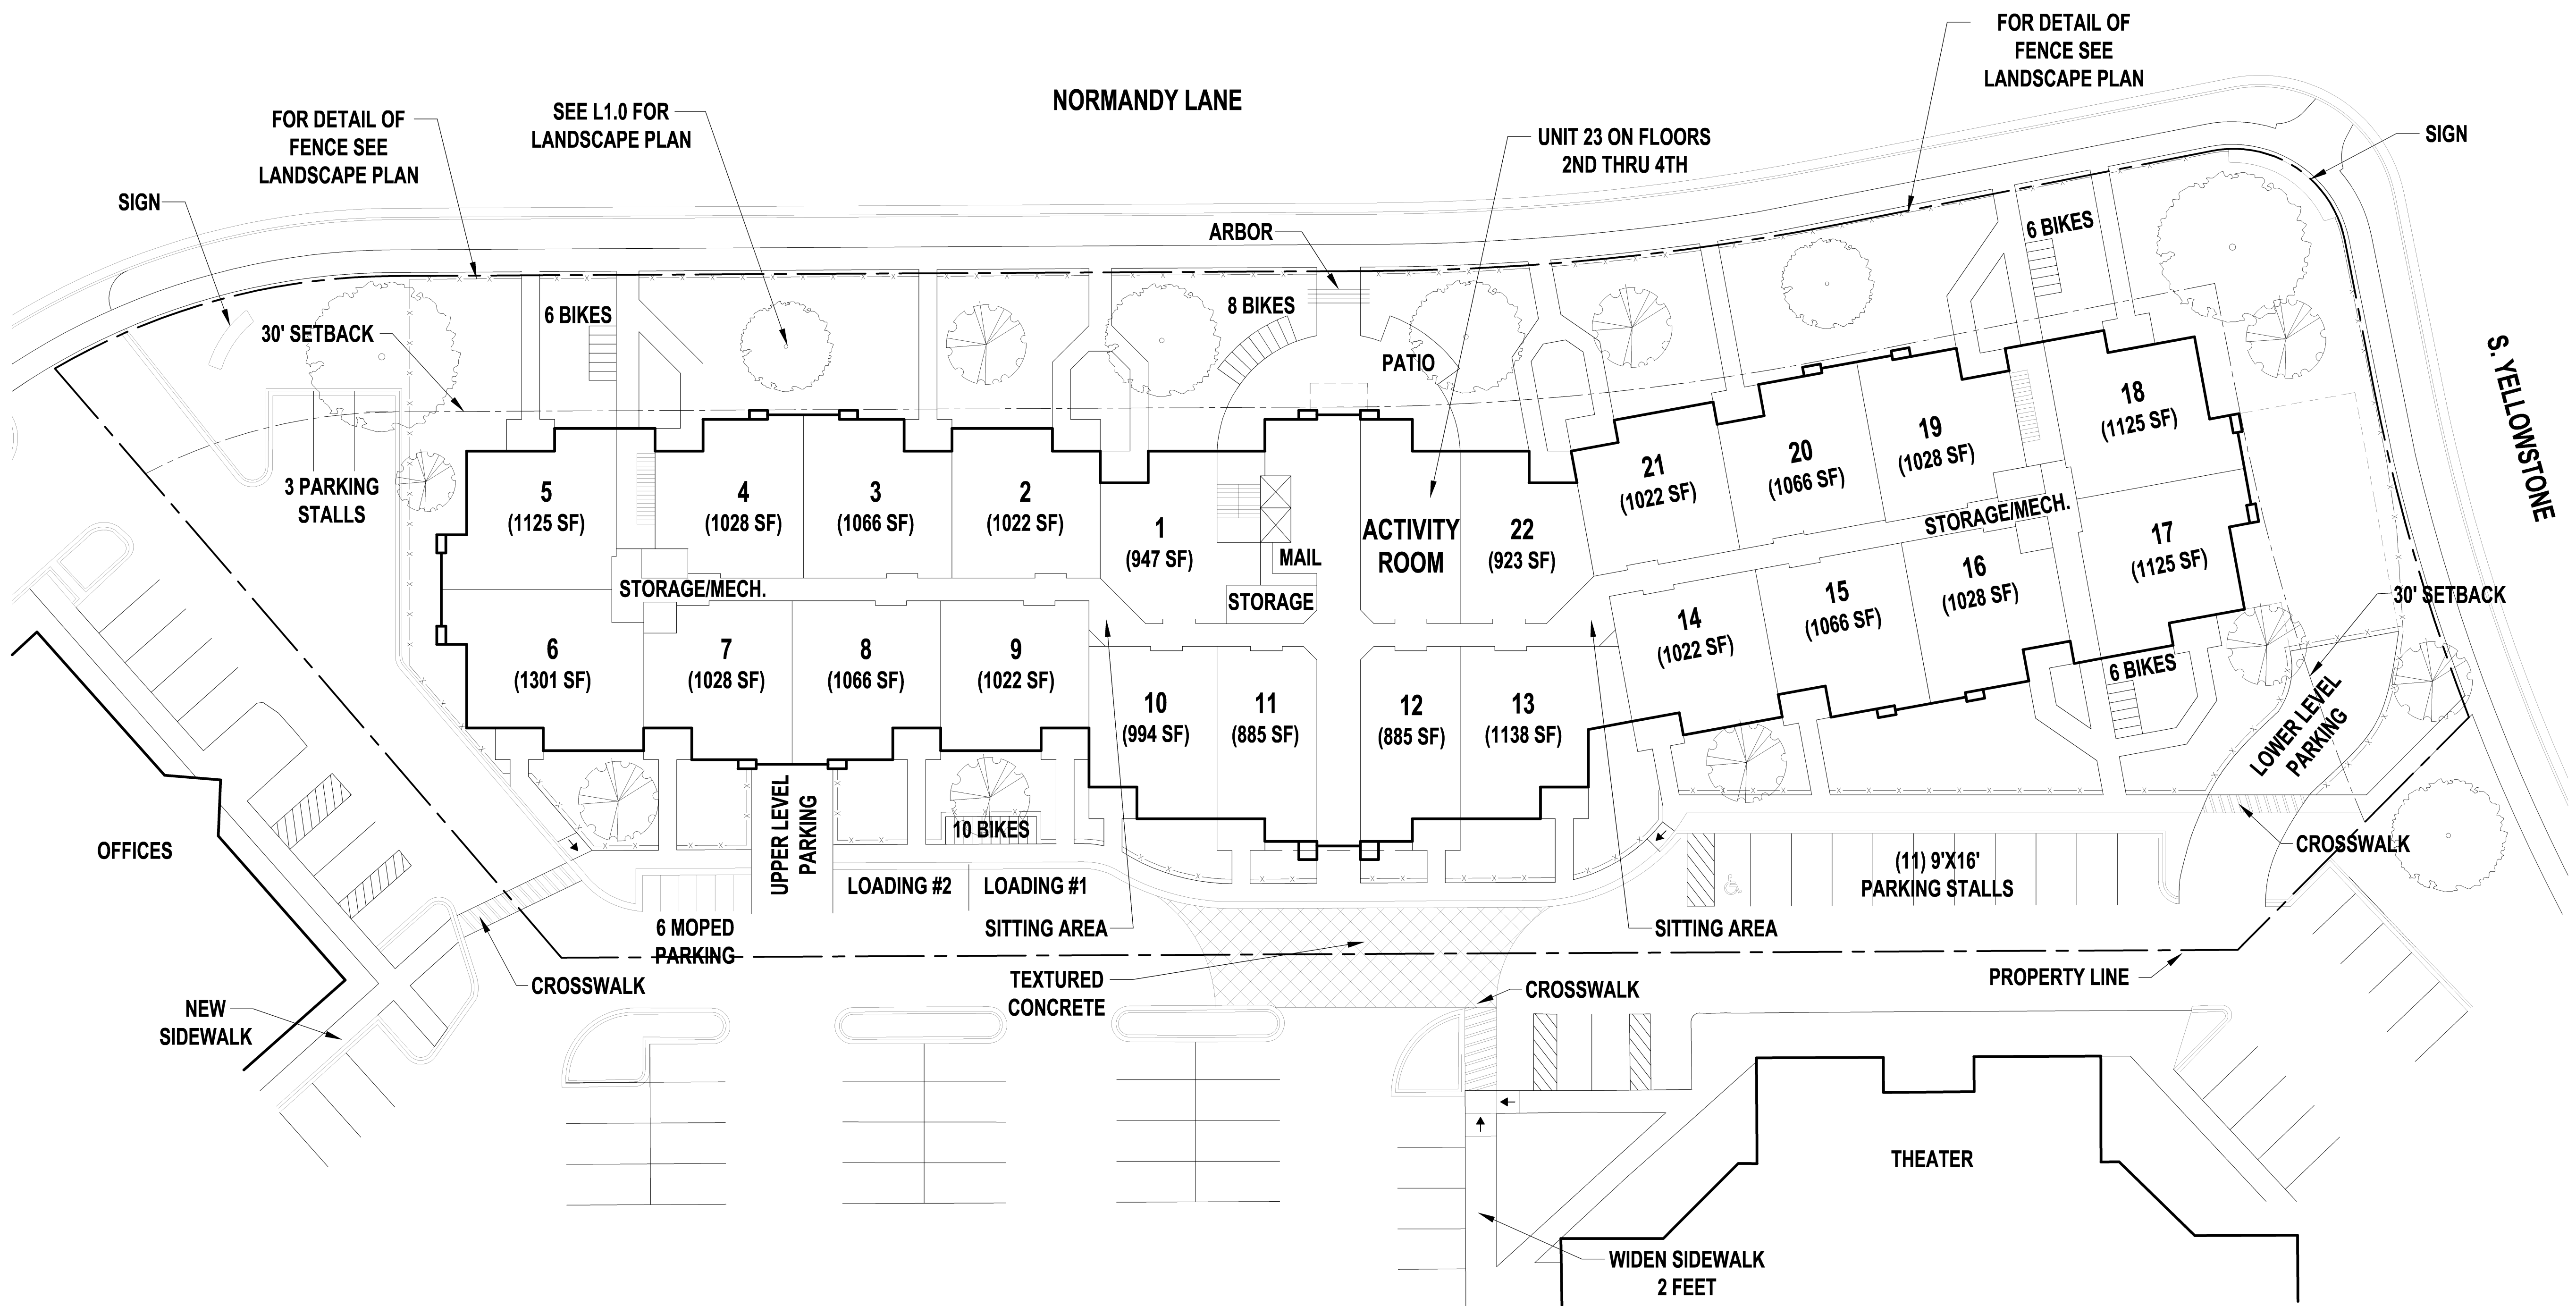 FOR DETAIL OF
FENCE SEE
LANDSCAPE PLAN
NORMANDY LANE
SEE L1.0 FOR
LANDSCAPE PLAN
FOR DETAIL OF
FENCE SEE
LANDSCAPE PLAN
UNIT 23 ON FLOORS
2ND THRU 4TH
SIGN
SIGN
ARBOR
6 BIKES
30' SETBACK
6 BIKES
8 BIKES
PATIO
S. YELLOWSTONE
3 PARKING
STALLS
5
(1125 SF)
4
(1028 SF)
3
(1066 SF)
2
(1022 SF)
1
(947 SF)
MAIL
STORAGE
ACTIVITY
ROOM
22
(923 SF)
21
(1022 SF)
20
(1066 SF)
19
(1028 SF)
18
(1125 SF)
STORAGE/MECH.
STORAGE/MECH.
17
(1125 SF)
6
(1301 SF)
7
(1028 SF)
8
(1066 SF)
9
(1022 SF)
10
(994 SF)
11
(885 SF)
12
(885 SF)
13
(1138 SF)
14
(1022 SF)
15
(1066 SF)
16
(1028 SF)
30' SETBACK
6 BIKES
LOWER LEVEL
PARKING
OFFICES
UPPER LEVEL
PARKING
10 BIKES
LOADING #2
LOADING #1
(11) 9'X16'
PARKING STALLS
CROSSWALK
6 MOPED
PARKING
SITTING AREA
SITTING AREA
CROSSWALK
TEXTURED
CONCRETE
CROSSWALK
PROPERTY LINE
NEW
SIDEWALK
THEATER
WIDEN SIDEWALK
2 FEET